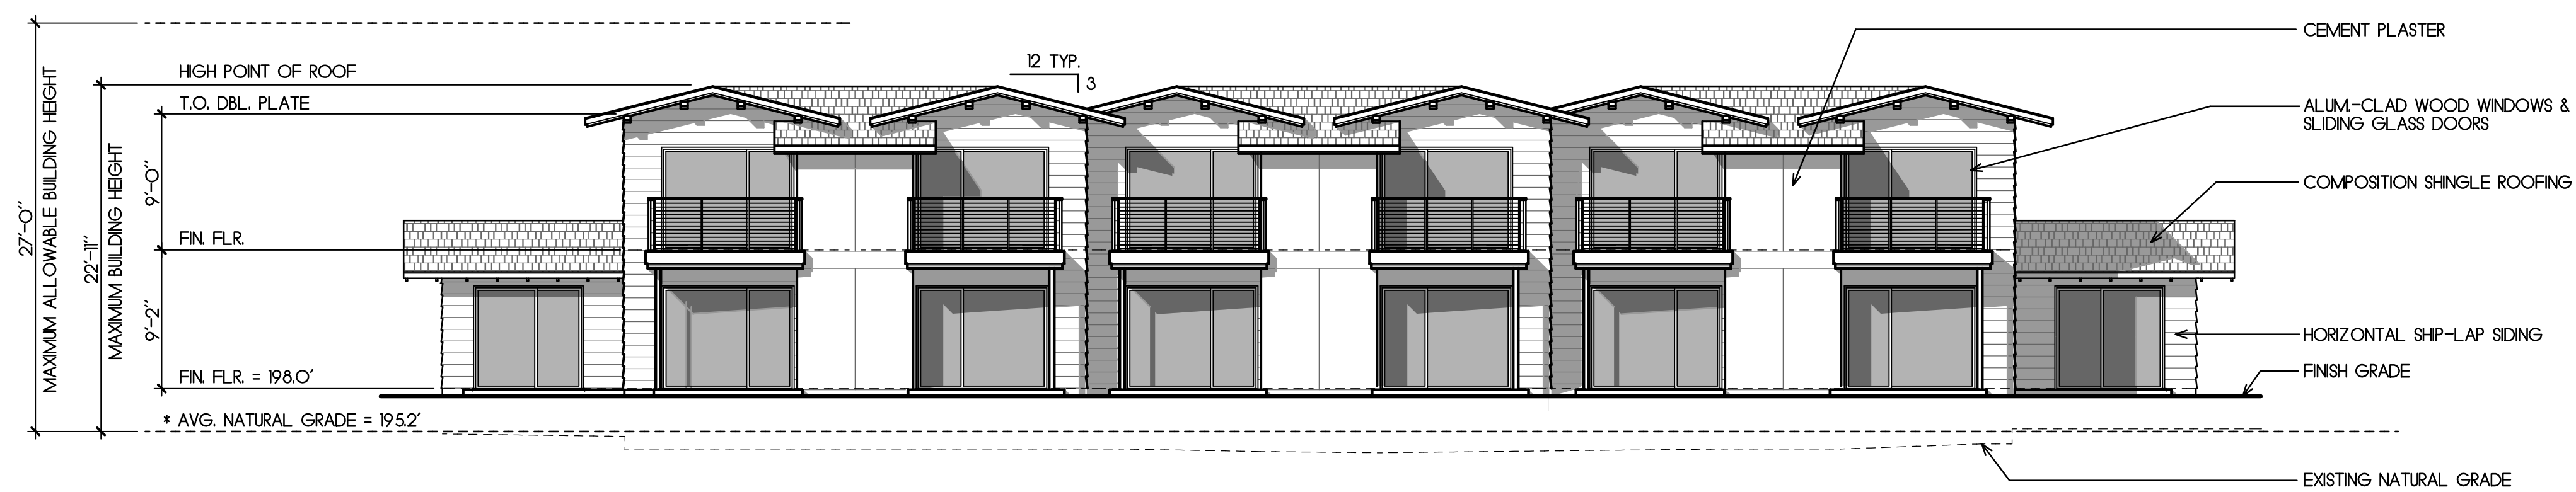 12 TYP.
3
HIGH POINT OF ROOF
T.O. DBL. PLATE
FIN. FLR.
FIN. FLR. = 198.0'
* AVG. NATURAL GRADE = 195.2'
27'-0"
MAXIMUM ALLOWABLE BUILDING HEIGHT
22'-11"
MAXIMUM BUILDING HEIGHT
9'-0"
9'-2"
CEMENT PLASTER
ALUM.-CLAD WOOD WINDOWS &
SLIDING GLASS DOORS
COMPOSITION SHINGLE ROOFING
HORIZONTAL SHIP-LAP SIDING
FINISH GRADE
EXISTING NATURAL GRADE